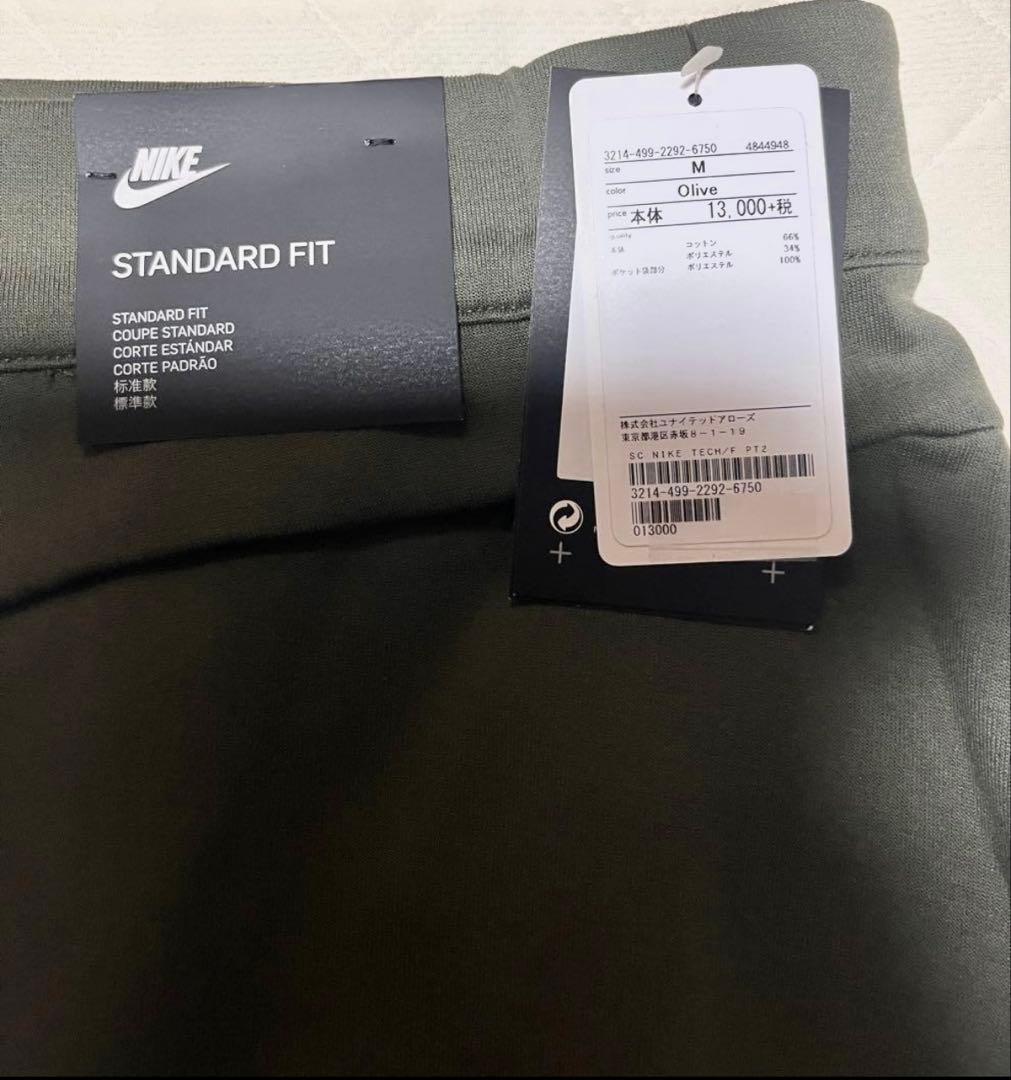 NIKE
STANDARD FIT
STANDARD FIT
COUPE STANDARD
CORTE ESTÁNDAR
CORTE PADRÃO
标准款
標準款
3214-499-2292-6750 4844948
size M
color Olive
price 本体 13,000+税
quality
本体 コットン 66%
ポリエステル 34%
ポケット袋部分 ポリエステル 100%
株式会社ユナイテッドアローズ
東京都港区赤坂8-1-19
SC NIKE TECH/F PT2
3214-499-2292-6750
013000